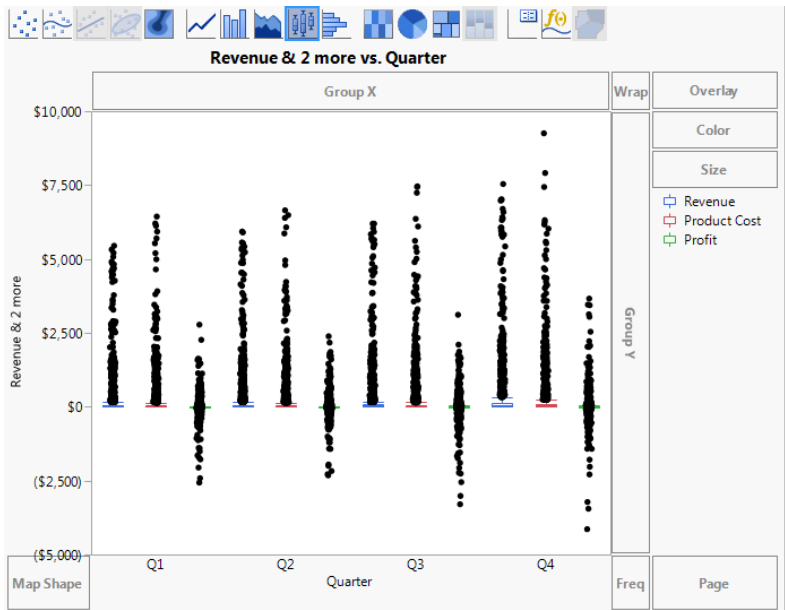 f()
Revenue & 2 more vs. Quarter
Group X
Wrap
Overlay
Color
Size
Revenue
Product Cost
Profit
$10,000
$7,500
$5,000
$2,500
$0
($2,500)
($5,000)
Revenue & 2 more
Group Y
Q1
Q2
Q3
Q4
Quarter
Map Shape
Freq
Page